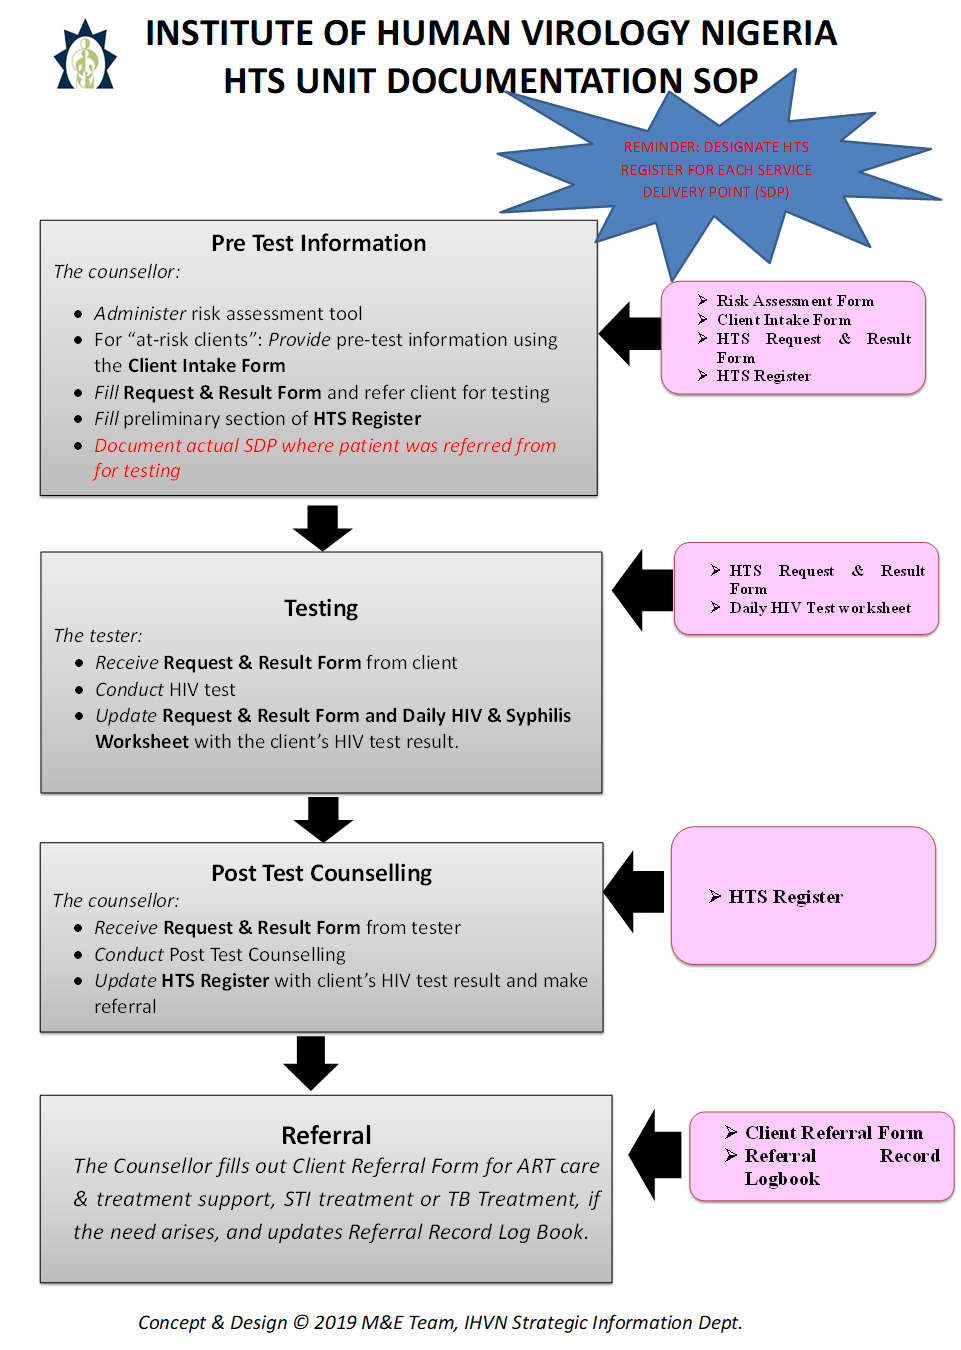 INSTITUTE OF HUMAN VIROLOGY NIGERIA
HTS UNIT DOCUMENTATION SOP
REMINDER: DESIGNATE HTS
REGISTER FOR EACH SERVICE
DELIVERY POINT (SDP)
Pre Test Information
The counsellor:
• Administer risk assessment tool
• For “at-risk clients”: Provide pre-test information using
the Client Intake Form
• Fill Request & Result Form and refer client for testing
• Fill preliminary section of HTS Register
• Document actual SDP where patient was referred from
for testing
➢ Risk Assessment Form
➢ Client Intake Form
➢ HTS Request & Result
Form
➢ HTS Register
Testing
The tester:
• Receive Request & Result Form from client
• Conduct HIV test
• Update Request & Result Form and Daily HIV & Syphilis
Worksheet with the client’s HIV test result.
➢ HTS Request & Result
Form
➢ Daily HIV Test worksheet
Post Test Counselling
The counsellor:
• Receive Request & Result Form from tester
• Conduct Post Test Counselling
• Update HTS Register with client’s HIV test result and make
referral
➢ HTS Register
Referral
The Counsellor fills out Client Referral Form for ART care
& treatment support, STI treatment or TB Treatment, if
the need arises, and updates Referral Record Log Book.
➢ Client Referral Form
➢ Referral Record
Logbook
Concept & Design © 2019 M&E Team, IHVN Strategic Information Dept.